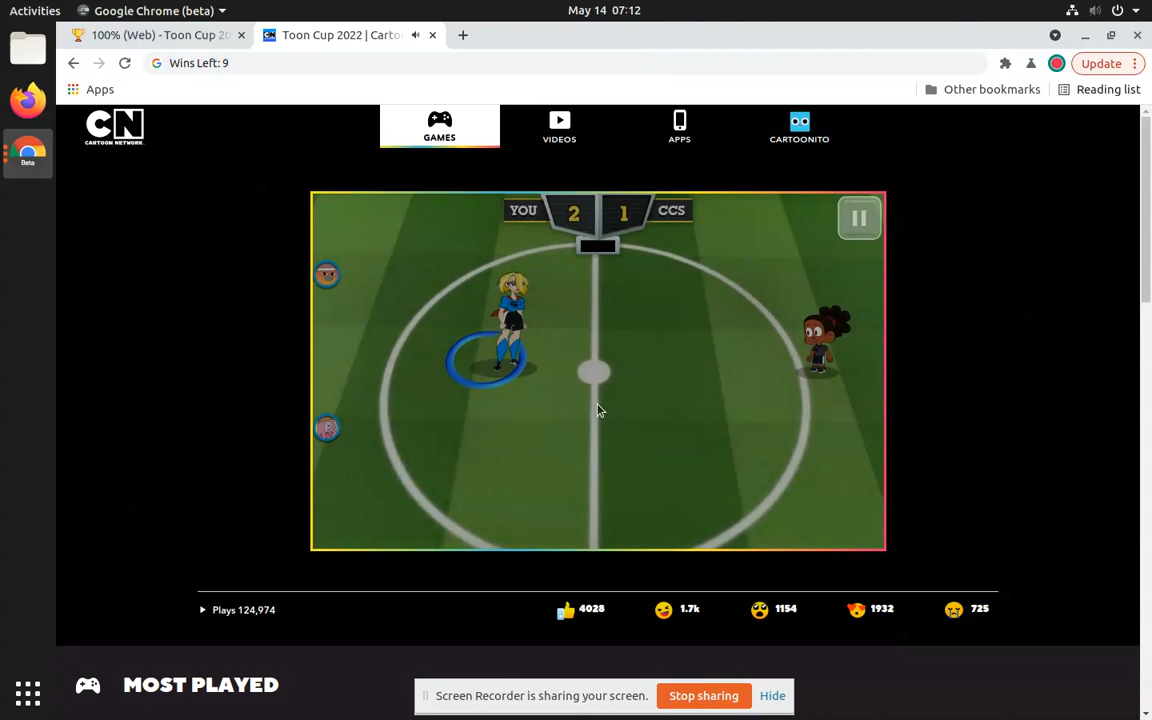 Activities
Google Chrome (beta)
May 14 07:12
100% (Web) - Toon Cup 20
Toon Cup 2022 | Carto
Wins Left: 9
Update
Apps
Other bookmarks
Reading list
CN
CARTOON NETWORK
GAMES
VIDEOS
APPS
CARTOONITO
YOU 2 1 CCS
Beta
Plays 124,974
4028
1.7k
1154
1932
725
MOST PLAYED
Screen Recorder is sharing your screen.
Stop sharing
Hide